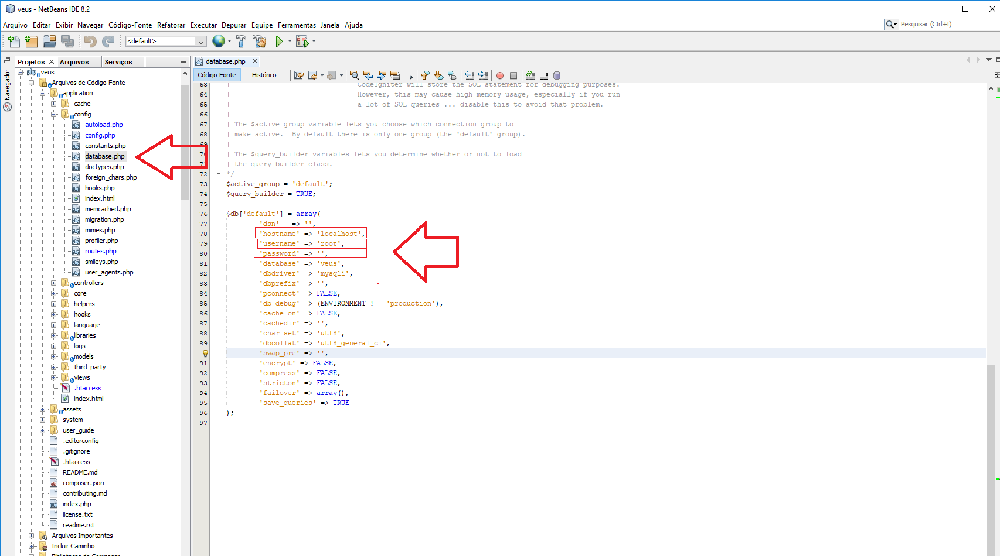 veus - NetBeans IDE 8.2
Arquivo Editar Exibir Navegar Código-Fonte Refatorar Executar Depurar Equipe Ferramentas Janela Ajuda
Pesquisar (Ctrl+I)
<default>
Navegador
Projetos Arquivos Serviços
veus
Arquivos de Código-Fonte
application
cache
config
autoload.php
config.php
constants.php
database.php
doctypes.php
foreign_chars.php
hooks.php
index.html
memcached.php
migration.php
mimes.php
profiler.php
routes.php
smileys.php
user_agents.php
controllers
core
helpers
hooks
language
libraries
logs
models
third_party
views
.htaccess
index.html
assets
system
user_guide
.editorconfig
.gitignore
.htaccess
README.md
composer.json
contributing.md
index.php
license.txt
readme.rst
Arquivos Importantes
Incluir Caminho
database.php
Código-Fonte Histórico
63 | CodeIgniter will store the SQL statement for debugging purposes.
64 | However, this may cause high memory usage, especially if you run
65 | a lot of SQL queries ... disable this to avoid that problem.
66 |
67 | The $active_group variable lets you choose which connection group to
68 | make active.  By default there is only one group (the 'default' group).
69 |
70 | The $query_builder variables lets you determine whether or not to load
71 | the query builder class.
72 */
73 $active_group = 'default';
74 $query_builder = TRUE;
75
76 $db['default'] = array(
77 'dsn'   => '',
78 'hostname' => 'localhost',
79 'username' => 'root',
80 'password' => '',
81 'database' => 'veus',
82 'dbdriver' => 'mysqli',
83 'dbprefix' => '',
84 'pconnect' => FALSE,
85 'db_debug' => (ENVIRONMENT !== 'production'),
86 'cache_on' => FALSE,
87 'cachedir' => '',
88 'char_set' => 'utf8',
89 'dbcollat' => 'utf8_general_ci',
'swap_pre' => '',
91 'encrypt' => FALSE,
92 'compress' => FALSE,
93 'stricton' => FALSE,
94 'failover' => array(),
95 'save_queries' => TRUE
96 );
97